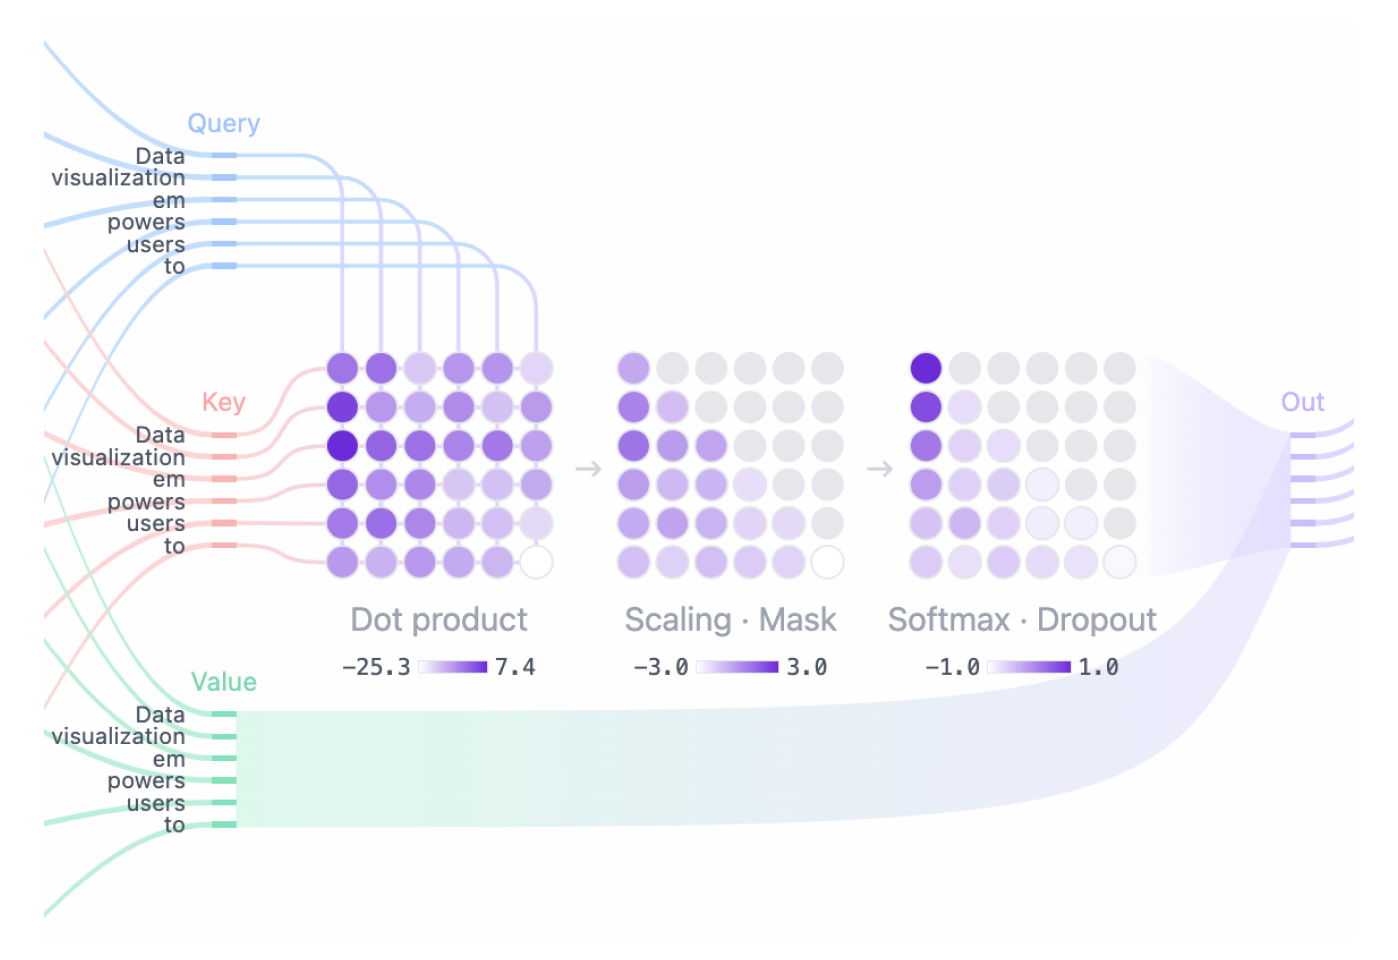 Query
Data
visualization
em
powers
users
to
Key
Data
visualization
em
powers
users
to
Out
Dot product
Scaling · Mask
Softmax · Dropout
−25.3 7.4
−3.0 3.0
−1.0 1.0
Value
Data
visualization
em
powers
users
to